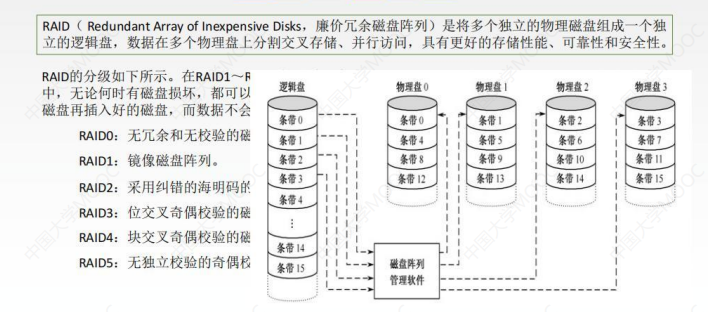 RAID（ Redundant Array of Inexpensive Disks，廉价冗余磁盘阵列）是将多个独立的物理磁盘组成一个独
立的逻辑盘，数据在多个物理盘上分割交叉存储、并行访问，具有更好的存储性能、可靠性和安全性。
RAID的分级如下所示。在RAID1～R
中，无论何时有磁盘损坏，都可以
磁盘再插入好的磁盘，而数据不会
RAID0：无冗余和无校验的磁
RAID1：镜像磁盘阵列。
RAID2：采用纠错的海明码的
RAID3：位交叉奇偶校验的磁
RAID4：块交叉奇偶校验的磁
RAID5：无独立校验的奇偶校
逻辑盘
条带 0
条带 1
条带 2
条带 3
条带 4
⋮
条带 14
条带 15
物理盘 0
条带 0
条带 4
条带 8
条带 12
物理盘 1
条带 1
条带 5
条带 9
条带 13
物理盘 2
条带 2
条带 6
条带 10
条带 14
物理盘 3
条带 3
条带 7
条带 11
条带 15
磁盘阵列
管理软件
中国大学MOOC